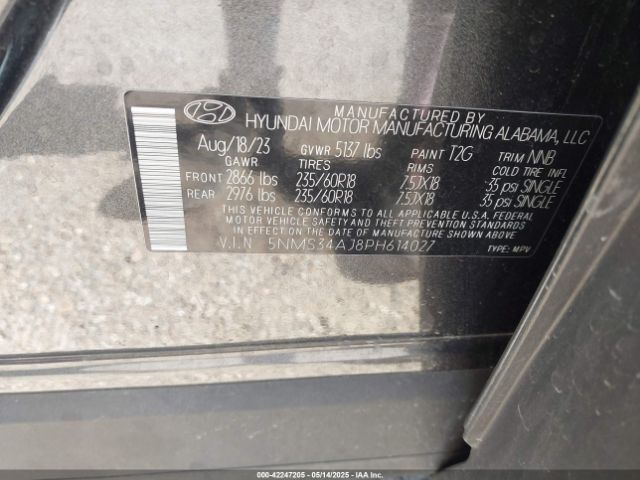 MANUFACTURED BY
HYUNDAI MOTOR MANUFACTURING ALABAMA, LLC
Aug/18/23 GVWR 5137 lbs PAINT T2G TRIM NNB
GAWR TIRES RIMS COLD TIRE INFL
FRONT 2866 lbs 235/60R18 7.5JX18 35 psi SINGLE
REAR 2976 lbs 235/60R18 7.5JX18 35 psi SINGLE
THIS VEHICLE CONFORMS TO ALL APPLICABLE U.S.A. FEDERAL
MOTOR VEHICLE SAFETY, BUMPER, AND THEFT PREVENTION STANDARDS
IN EFFECT ON THE DATE OF MANUFACTURE SHOWN ABOVE.
V.I.N 5NMS34AJ8PH614027 TYPE: MPV
000-42247205 - 05/14/2025 - IAA, Inc.